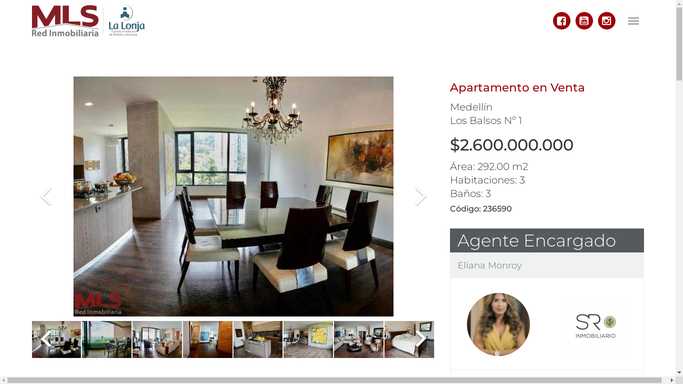 MLS
Red Inmobiliaria
La Lonja
Apartamento en Venta
Medellín
Los Balsos Nº 1
$2.600.000.000
Área: 292.00 m2
Habitaciones: 3
Baños: 3
Código: 236590
Agente Encargado
Eliana Monroy
MLS
Red Inmobiliaria
SR
INMOBILIARIO